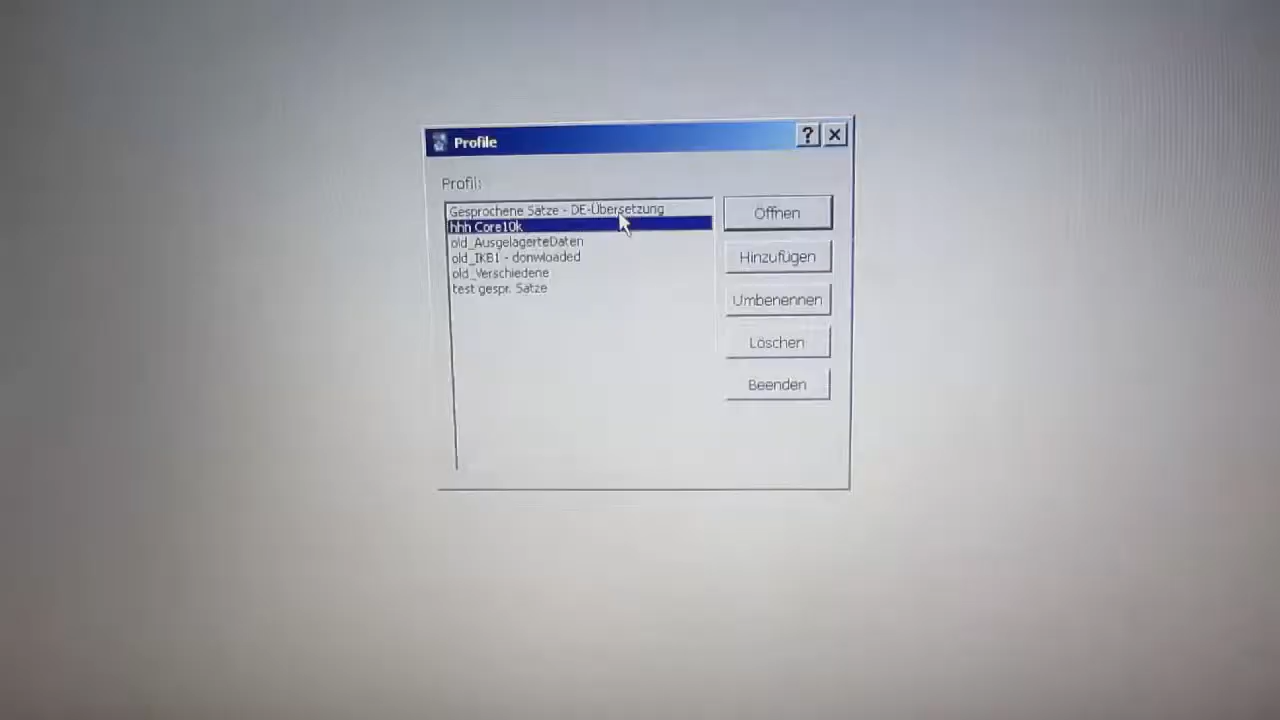 Profile
Profil:
Gesprochene Sätze - DE-Übersetzung
hhh Core10k
old_AusgelagerteDaten
old_IKB1 - donwloaded
old_Verschiedene
test gespr. Sätze
Öffnen
Hinzufügen
Umbenennen
Löschen
Beenden